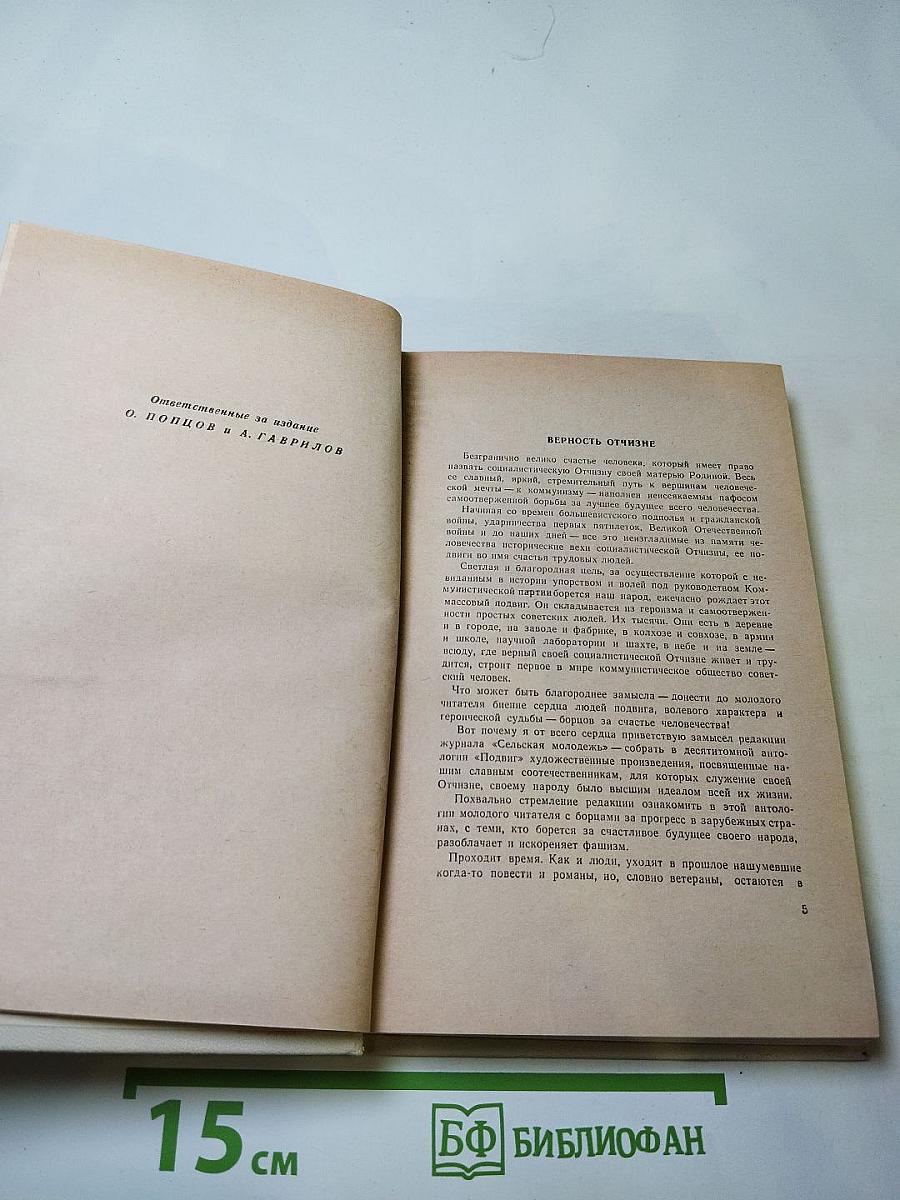 Ответственные за издание
О. ПОПЦОВ и А. ГАВРИЛОВ
ВЕРНОСТЬ ОТЧИЗНЕ
Безгранично велико счастье человека, который имеет право
назвать социалистическую Отчизну своей матерью Родиной. Весь
ее славный, яркий, стремительный путь к вершинам человече-
ской мечты — к коммунизму — наполнен неиссякаемым пафосом
самоотверженной борьбы за лучшее будущее всего человечества.
Начиная со времен большевистского подполья и гражданской
войны, ударничества первых пятилеток, Великой Отечественной
войны и до наших дней — все это неизгладимые из памяти че-
ловечества исторические вехи социалистической Отчизны, ее по-
двиги во имя счастья трудовых людей.
Светлая и благородная цель, за осуществление которой с не-
виданным в истории упорством и волей под руководством Ком-
мунистической партии борется наш народ, ежечасно рождает этот
массовый подвиг. Он складывается из героизма и самоотвержен-
ности простых советских людей. Их тысячи. Они есть в деревне
и в городе, на заводе и фабрике, в колхозе и совхозе, в армии
и школе, научной лаборатории и шахте, в небе и на земле —
всюду, где верный своей социалистической Отчизне живет и тру-
дится, строит первое в мире коммунистическое общество совет-
ский человек.
Что может быть благороднее замысла — донести до молодого
читателя биение сердца людей подвига, волевого характера и
героической судьбы — борцов за счастье человечества!
Вот почему я от всего сердца приветствую замысел редакции
журнала «Сельская молодежь» — собрать в десятитомной анто-
логии «Подвиг» художественные произведения, посвященные на-
шим славным соотечественникам, для которых служение своей
Отчизне, своему народу было высшим идеалом всей их жизни.
Похвально стремление редакции ознакомить в этой антоло-
гии молодого читателя с борцами за прогресс в зарубежных стра-
нах, с теми, кто борется за счастливое будущее своего народа,
разоблачает и искореняет фашизм.
Проходит время. Как и люди, уходят в прошлое нашумевшие
когда-то повести и романы, но, словно ветераны, остаются в
5
15 см
БФ БИБЛИОФАН